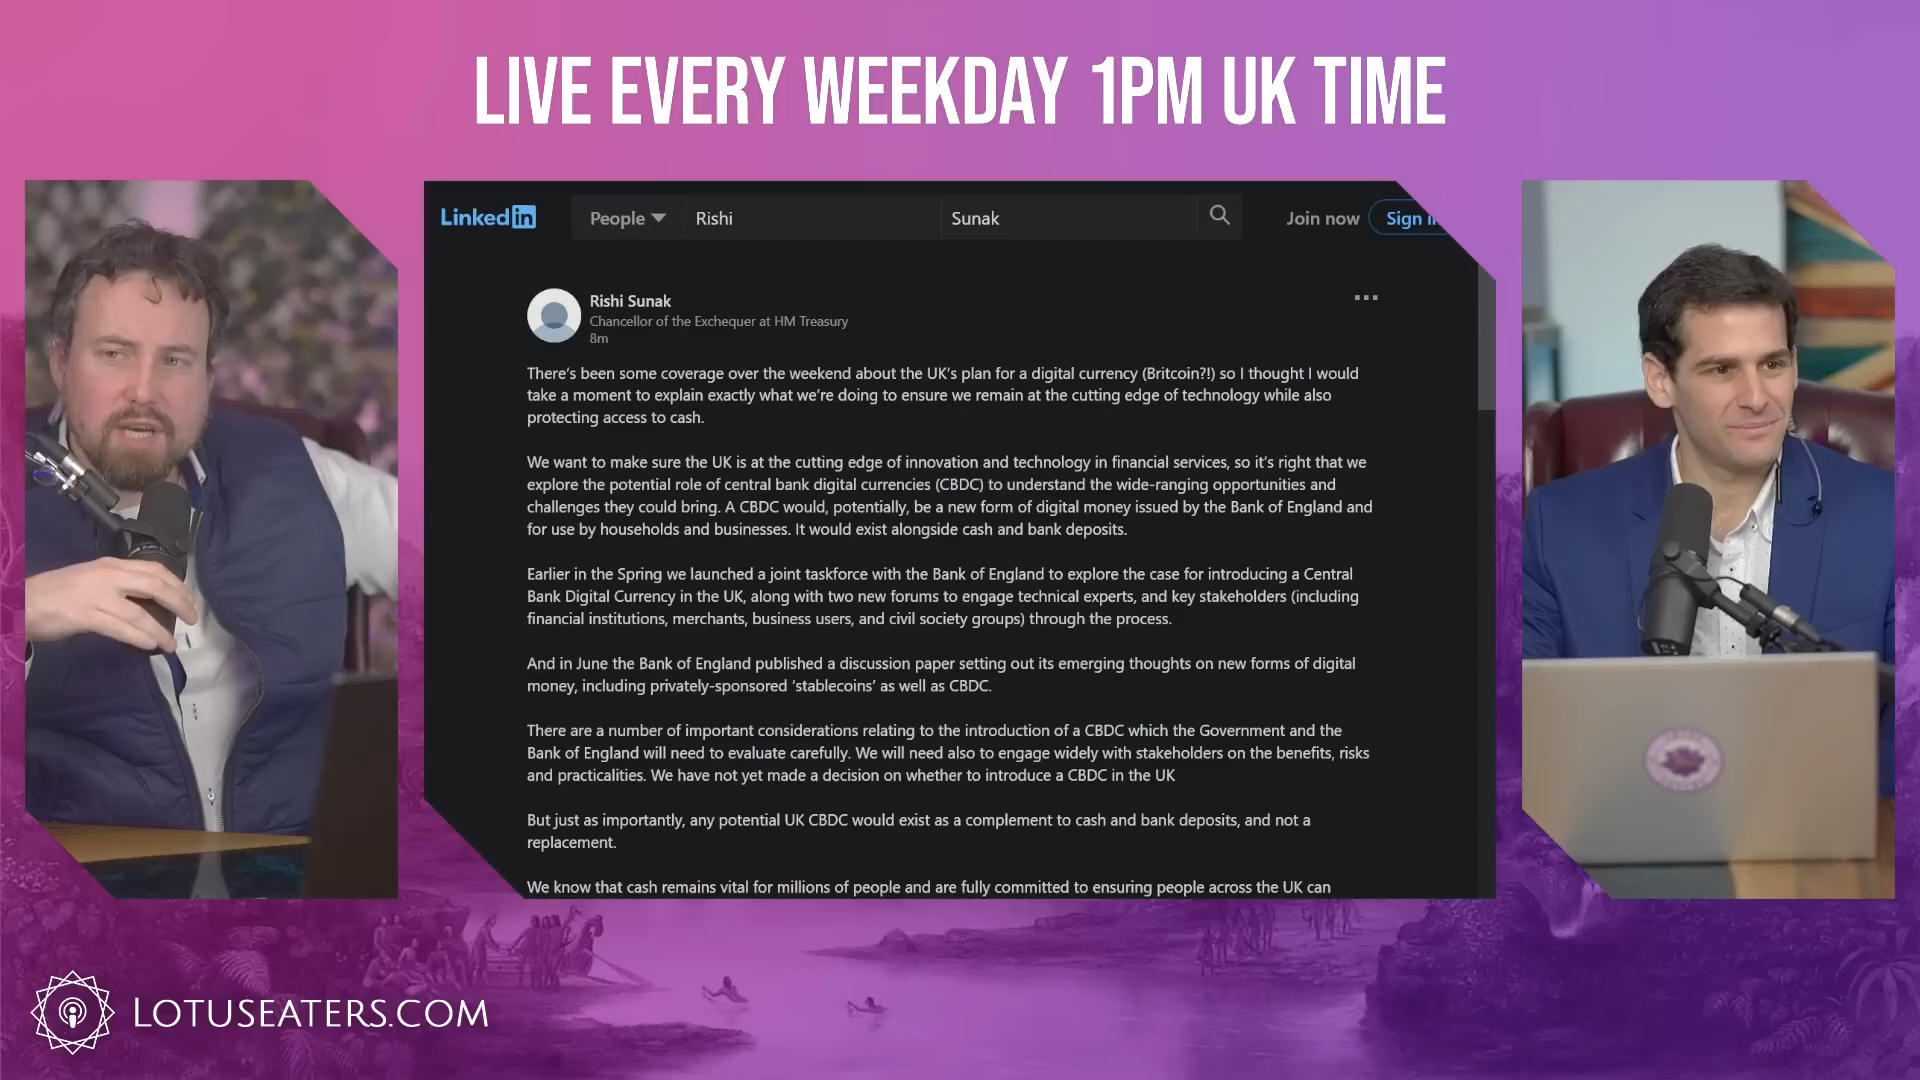 LIVE EVERY WEEKDAY 1PM UK TIME
LinkedIn People Rishi Sunak Join now Sign in
Rishi Sunak
Chancellor of the Exchequer at HM Treasury
8m
There's been some coverage over the weekend about the UK's plan for a digital currency (Britcoin?!) so I thought I would
take a moment to explain exactly what we're doing to ensure we remain at the cutting edge of technology while also
protecting access to cash.
We want to make sure the UK is at the cutting edge of innovation and technology in financial services, so it's right that we
explore the potential role of central bank digital currencies (CBDC) to understand the wide-ranging opportunities and
challenges they could bring. A CBDC would, potentially, be a new form of digital money issued by the Bank of England and
for use by households and businesses. It would exist alongside cash and bank deposits.
Earlier in the Spring we launched a joint taskforce with the Bank of England to explore the case for introducing a Central
Bank Digital Currency in the UK, along with two new forums to engage technical experts, and key stakeholders (including
financial institutions, merchants, business users, and civil society groups) through the process.
And in June the Bank of England published a discussion paper setting out its emerging thoughts on new forms of digital
money, including privately-sponsored 'stablecoins' as well as CBDC.
There are a number of important considerations relating to the introduction of a CBDC which the Government and the
Bank of England will need to evaluate carefully. We will need also to engage widely with stakeholders on the benefits, risks
and practicalities. We have not yet made a decision on whether to introduce a CBDC in the UK
But just as importantly, any potential UK CBDC would exist as a complement to cash and bank deposits, and not a
replacement.
We know that cash remains vital for millions of people and are fully committed to ensuring people across the UK can
LOTUSEATERS.COM